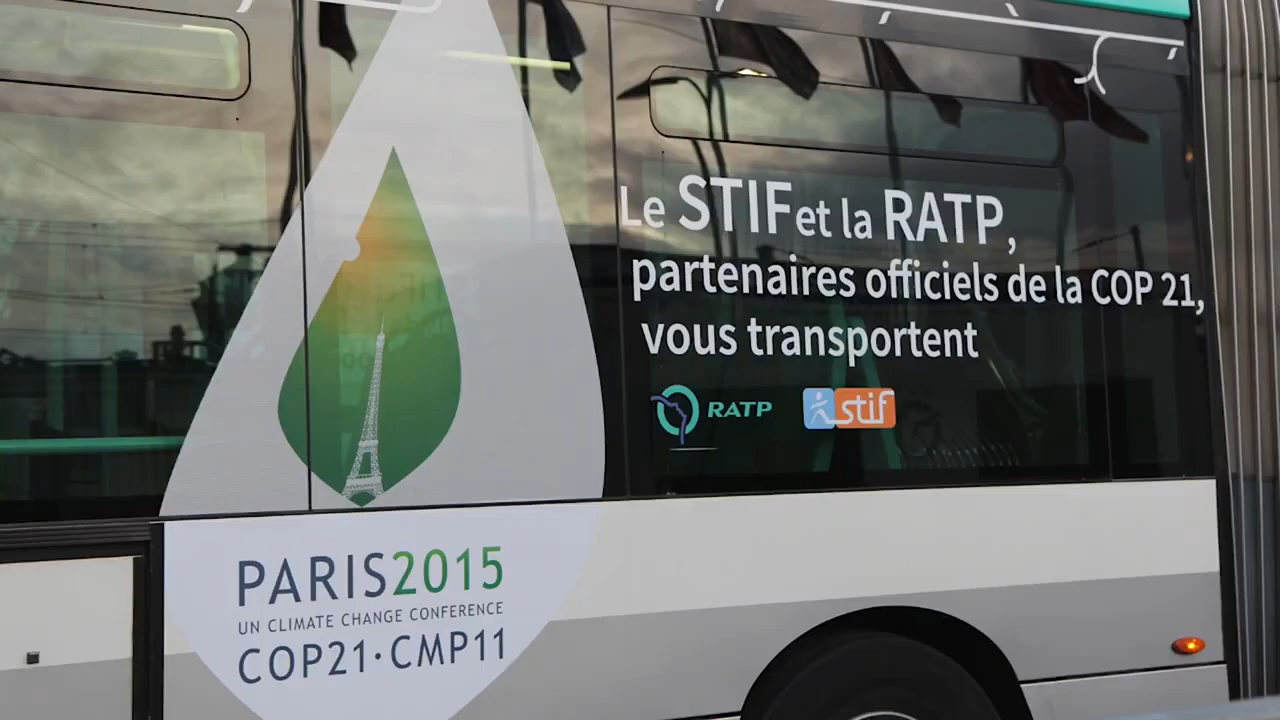 Le STIF et la RATP,
partenaires officiels de la COP 21,
vous transportent
RATP
stif
PARIS2015
UN CLIMATE CHANGE CONFERENCE
COP21·CMP11